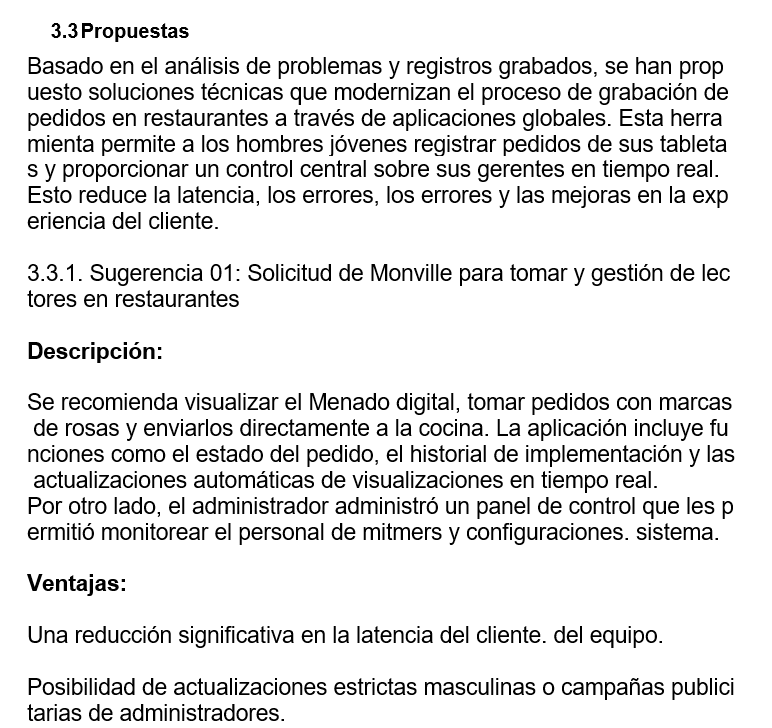 3.3 Propuestas
Basado en el análisis de problemas y registros grabados, se han prop
uesto soluciones técnicas que modernizan el proceso de grabación de
pedidos en restaurantes a través de aplicaciones globales. Esta herra
mienta permite a los hombres jóvenes registrar pedidos de sus tableta
s y proporcionar un control central sobre sus gerentes en tiempo real.
Esto reduce la latencia, los errores, los errores y las mejoras en la exp
eriencia del cliente.
3.3.1. Sugerencia 01: Solicitud de Monville para tomar y gestión de lec
tores en restaurantes
Descripción:
Se recomienda visualizar el Menado digital, tomar pedidos con marcas
de rosas y enviarlos directamente a la cocina. La aplicación incluye fu
nciones como el estado del pedido, el historial de implementación y las
actualizaciones automáticas de visualizaciones en tiempo real.
Por otro lado, el administrador administró un panel de control que les p
ermitió monitorear el personal de mitmers y configuraciones. sistema.
Ventajas:
Una reducción significativa en la latencia del cliente. del equipo.
Posibilidad de actualizaciones estrictas masculinas o campañas publici
tarias de administradores.